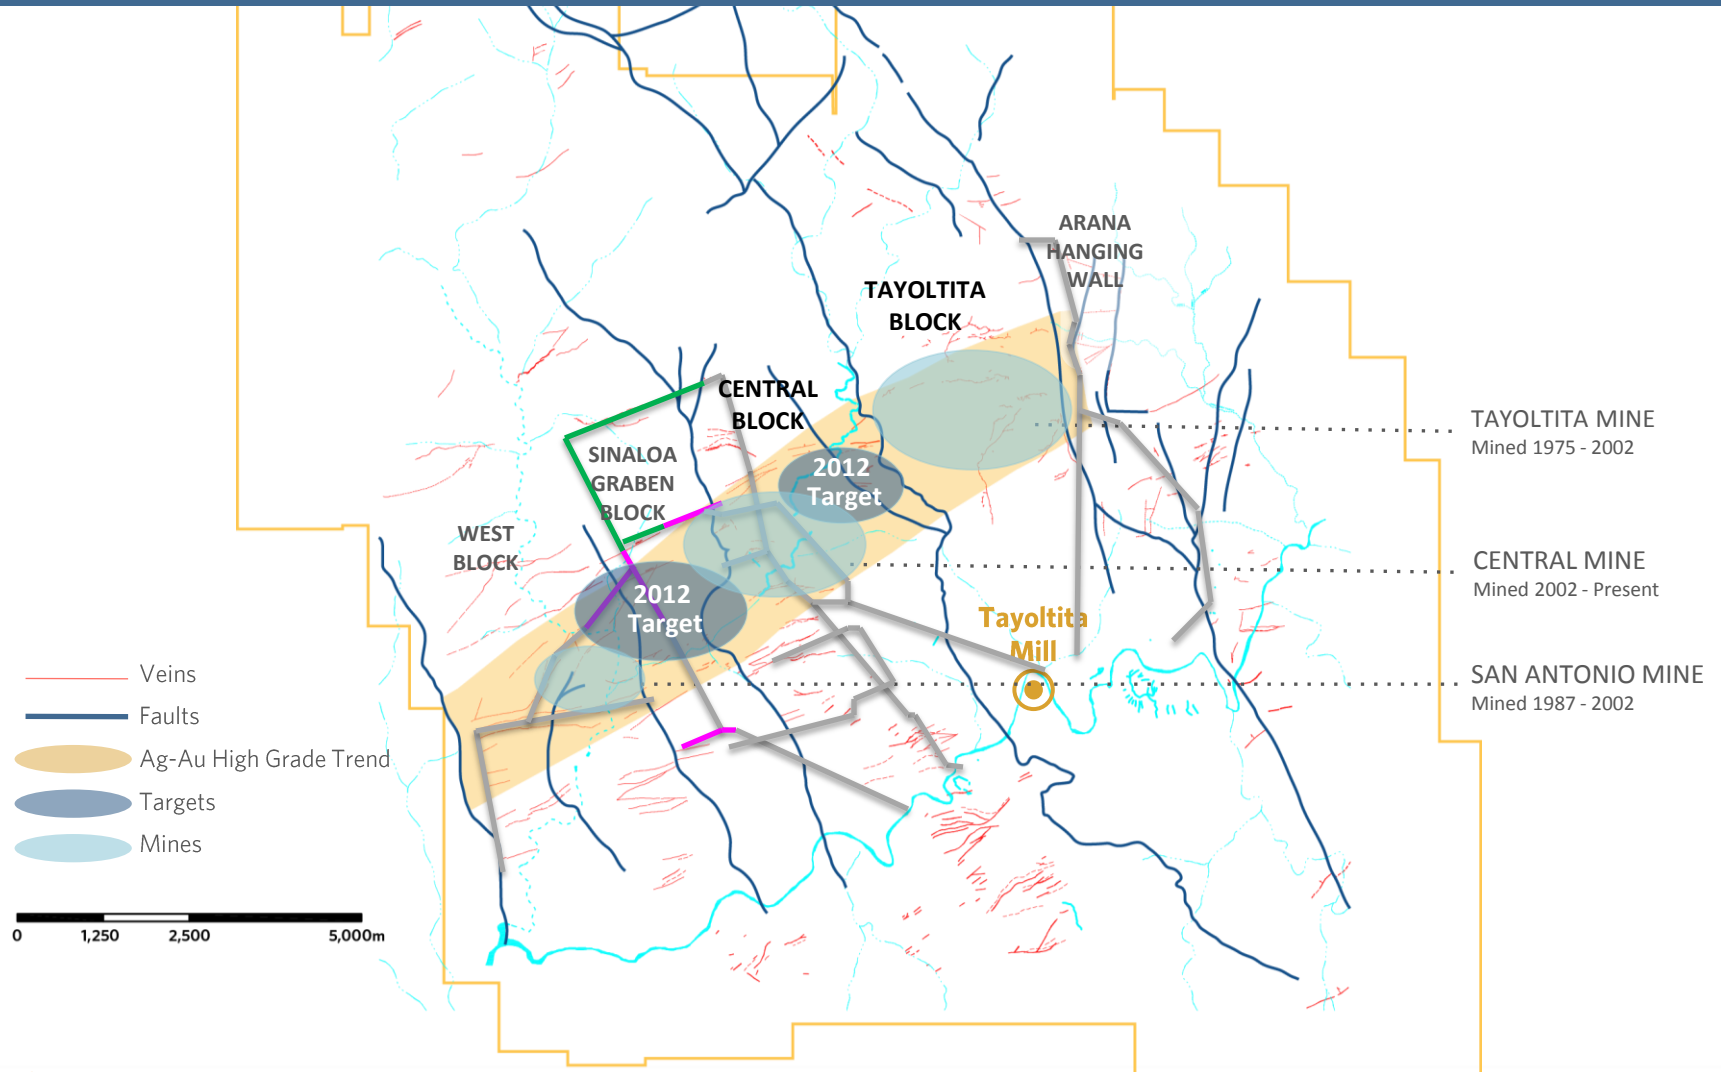 ARANA
HANGING
WALL
TAYOLTITA
BLOCK
CENTRAL
BLOCK
SINALOA
GRABEN
BLOCK
WEST
BLOCK
2012
Target
2012
Target
Tayoltita
Mill
TAYOLTITA MINE
Mined 1975 - 2002
CENTRAL MINE
Mined 2002 - Present
SAN ANTONIO MINE
Mined 1987 - 2002
Veins
Faults
Ag-Au High Grade Trend
Targets
Mines
0 1,250 2,500 5,000m